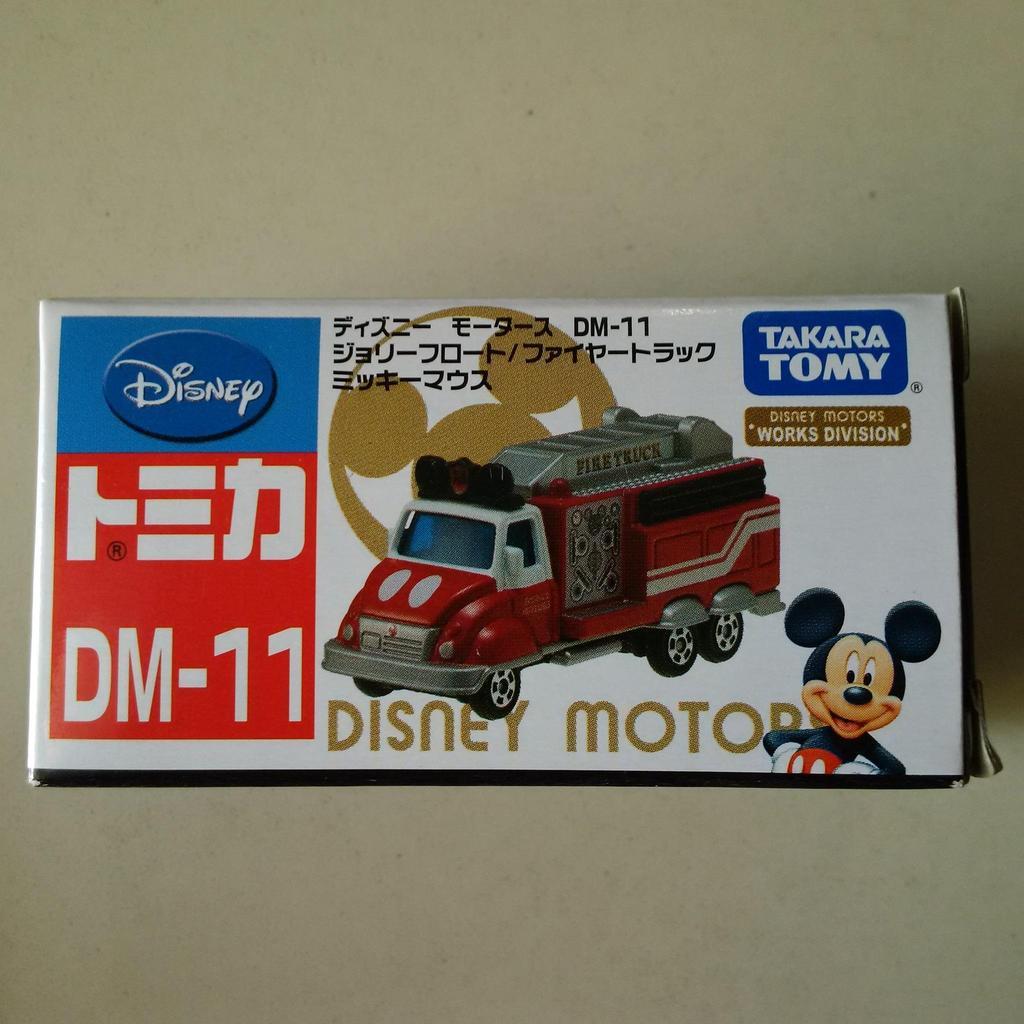 Disney
トミカ®
DM-11
ディズニー モータース DM-11
ジョリーフロート/ファイヤートラック
ミッキーマウス
TAKARA
TOMY®
DISNEY MOTORS
"WORKS DIVISION"
FIRE TRUCK
DISNEY MOTORS